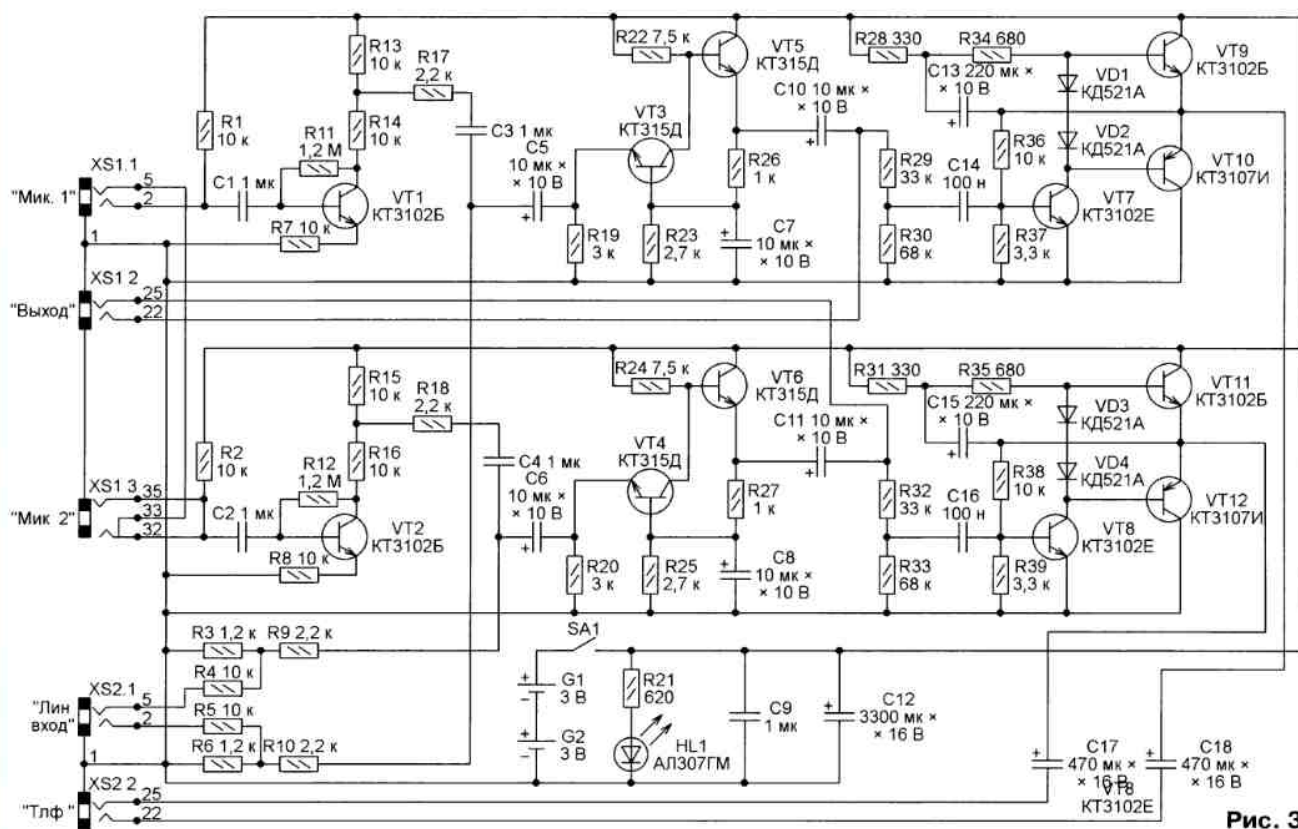 R13
10 к
R17
2,2 к
R22 7,5 к
VT5
КТ315Д
R28 330
R34 680
VT9
КТ3102Б
C13 220 мк ×
× 10 В
VD1
КД521А
C10 10 мк ×
× 10 В
R1
10 к
R11
1,2 М
R14
10 к
C3 1 мк
VT3
КТ315Д
C5
10 мк ×
× 10 В
R26
1 к
R29
33 к
C14
100 н
R36
10 к
VD2
КД521А
VT10
КТ3107И
XS1.1
5
2
"Мик. 1"
C1 1 мк
VT1
КТ3102Б
VT7
КТ3102Е
R7 10 к
1
R19
3 к
R23
2,7 к
C7
10 мк ×
× 10 В
R30
68 к
R37
3,3 к
XS1 2
25
22
"Выход"
R15
10 к
R18
2,2 к
R24 7,5 к
VT6
КТ315Д
R31 330
R35 680
VT11
КТ3102Б
C15 220 мк ×
× 10 В
VD3
КД521А
C11 10 мк ×
× 10 В
R2
10 к
R12
1,2 М
R16
10 к
C4 1 мк
VT4
КТ315Д
C6
10 мк ×
× 10 В
R27
1 к
R32
33 к
C16
100 н
R38
10 к
VD4
КД521А
VT12
КТ3107И
XS1 3
35
33
32
"Мик 2"
C2 1 мк
VT2
КТ3102Б
VT8
КТ3102Е
R8 10 к
R20
3 к
R25
2,7 к
C8
10 мк ×
× 10 В
R33
68 к
R39
3,3 к
R3 1,2 к
R9 2,2 к
SA1
R4 10 к
XS2.1
5
2
"Лин
вход"
R5 10 к
1
R6 1,2 к
R10 2,2 к
G1
3 В
G2
3 В
R21
620
HL1
АЛ307ГМ
C9
1 мк
C12
3300 мк ×
× 16 В
C17
470 мк ×
× 16 В
C18
470 мк ×
× 16 В
VT8
КТ3102Е
XS2 2
25
22
"Тлф "
Рис. 3